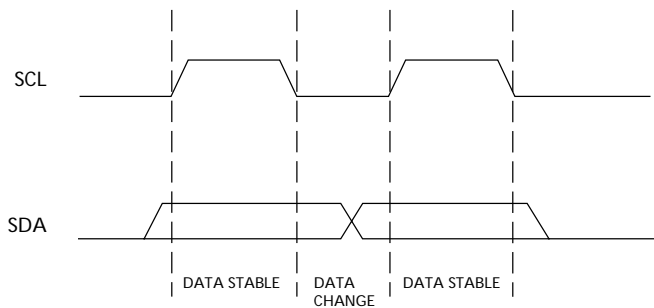 SCL
SDA
DATA STABLE
DATA
CHANGE
DATA STABLE